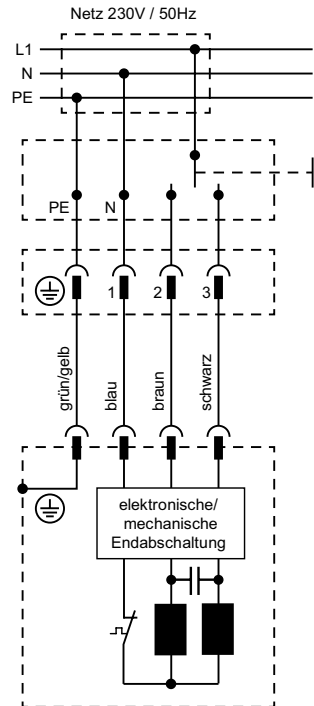 Netz 230V / 50Hz
L1
N
PE
PE
N
1
2
3
grün/gelb
blau
braun
schwarz
elektronische/
mechanische
Endabschaltung